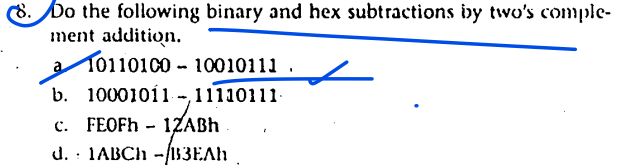 8. Do the following binary and hex subtractions by two's comple-
ment addition.
a. 10110100 – 10010111
b. 10001011 – 11110111
c. FE0Fh – 12ABh
d. 1ABCh – B3EAh